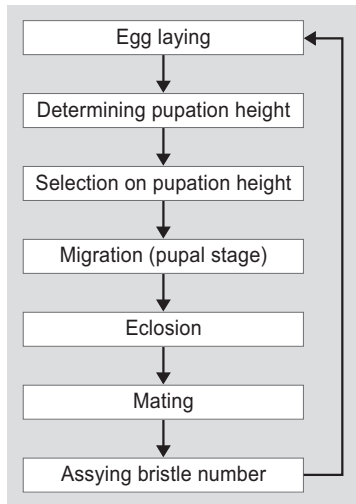 Egg laying
Determining pupation height
Selection on pupation height
Migration (pupal stage)
Eclosion
Mating
Assying bristle number